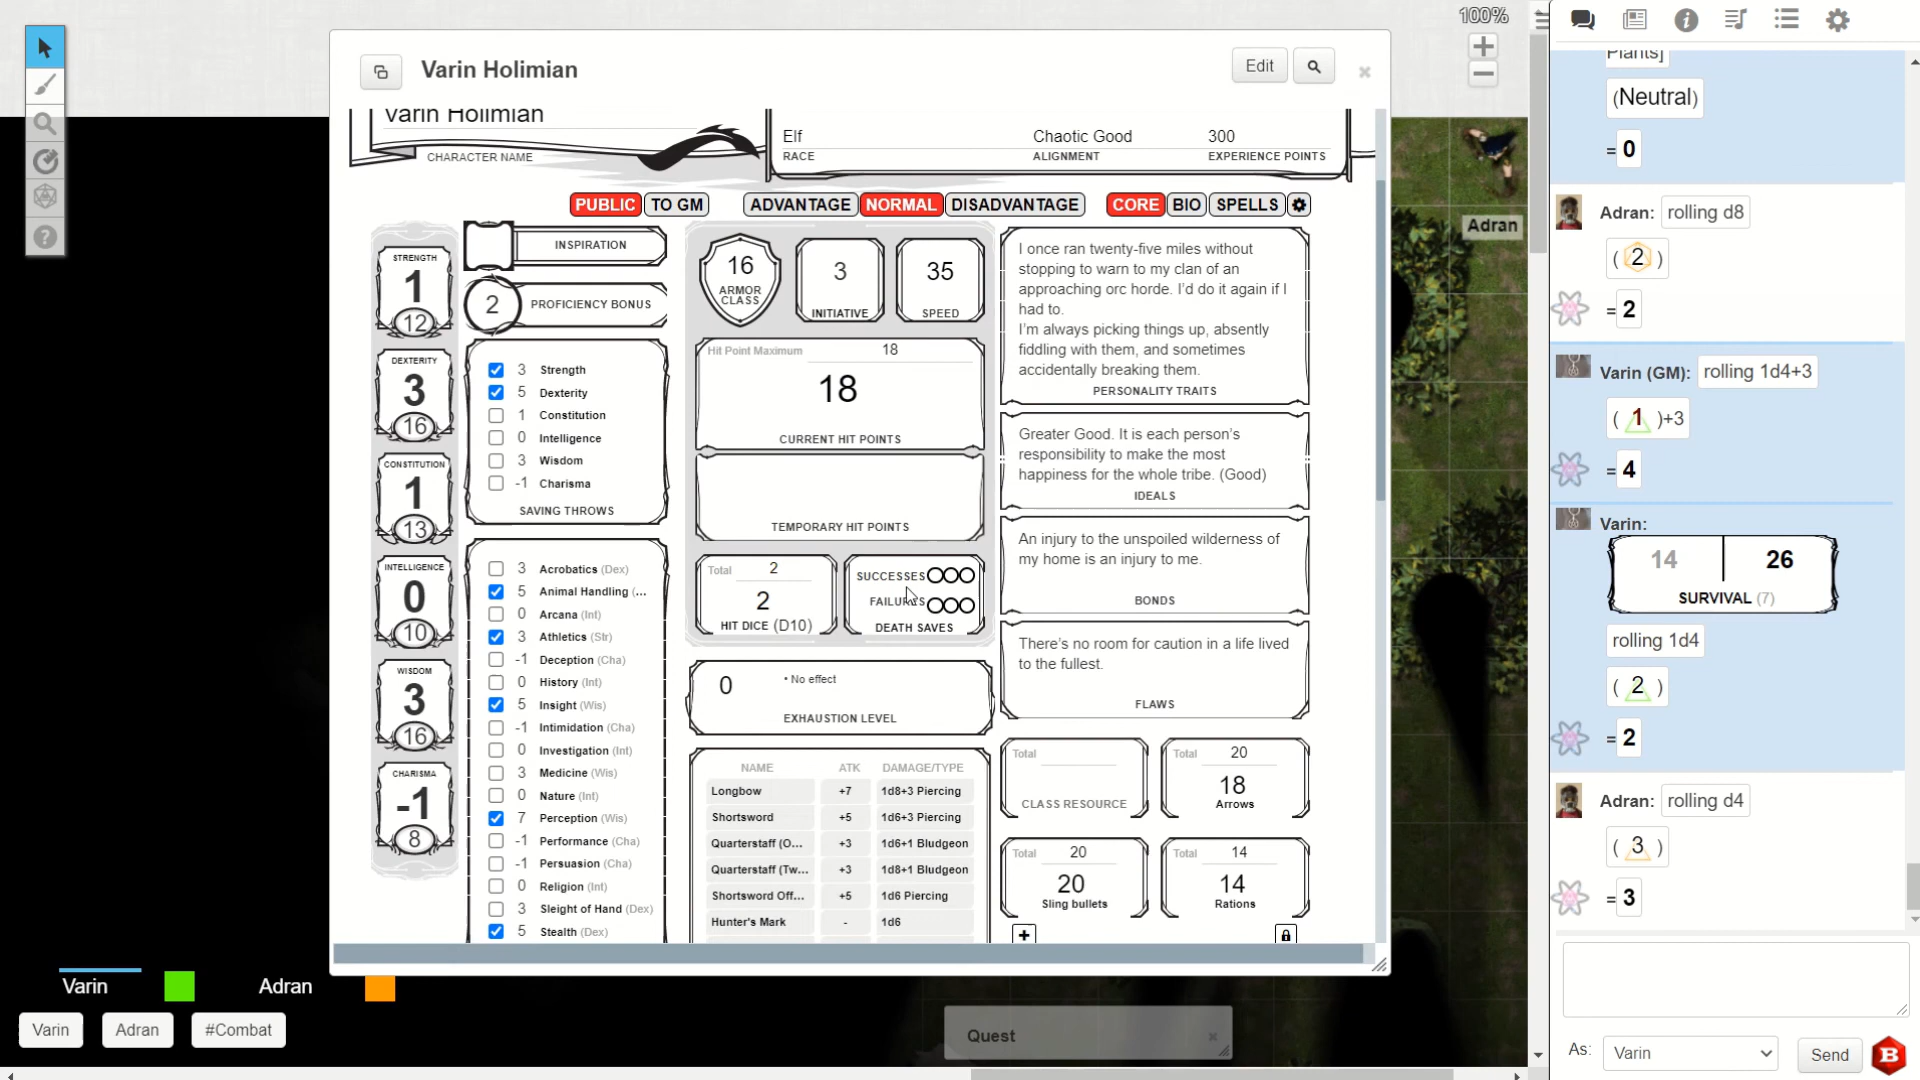 100%
Varin Holimian
Edit
Varin Holimian
CHARACTER NAME
Elf
RACE
Chaotic Good
ALIGNMENT
300
EXPERIENCE POINTS
PUBLIC TO GM
ADVANTAGE NORMAL DISADVANTAGE
CORE BIO SPELLS
STRENGTH
1
12
DEXTERITY
3
16
CONSTITUTION
1
13
INTELLIGENCE
0
10
WISDOM
3
16
CHARISMA
-1
8
INSPIRATION
2 PROFICIENCY BONUS
3 Strength
5 Dexterity
1 Constitution
0 Intelligence
3 Wisdom
-1 Charisma
SAVING THROWS
3 Acrobatics (Dex)
5 Animal Handling (...
0 Arcana (Int)
3 Athletics (Str)
-1 Deception (Cha)
0 History (Int)
5 Insight (Wis)
-1 Intimidation (Cha)
0 Investigation (Int)
3 Medicine (Wis)
0 Nature (Int)
7 Perception (Wis)
-1 Performance (Cha)
-1 Persuasion (Cha)
0 Religion (Int)
3 Sleight of Hand (Dex)
5 Stealth (Dex)
16
ARMOR
CLASS
3
INITIATIVE
35
SPEED
Hit Point Maximum 18
18
CURRENT HIT POINTS
TEMPORARY HIT POINTS
Total 2
2
HIT DICE (D10)
SUCCESSES
FAILURES
DEATH SAVES
0
• No effect
EXHAUSTION LEVEL
NAME ATK DAMAGE/TYPE
Longbow +7 1d8+3 Piercing
Shortsword +5 1d6+3 Piercing
Quarterstaff (O... +3 1d6+1 Bludgeon
Quarterstaff (Tw... +3 1d8+1 Bludgeon
Shortsword Off... +5 1d6 Piercing
Hunter's Mark - 1d6
I once ran twenty-five miles without
stopping to warn to my clan of an
approaching orc horde. I'd do it again if I
had to.
I'm always picking things up, absently
fiddling with them, and sometimes
accidentally breaking them.
PERSONALITY TRAITS
Greater Good. It is each person's
responsibility to make the most
happiness for the whole tribe. (Good)
IDEALS
An injury to the unspoiled wilderness of
my home is an injury to me.
BONDS
There's no room for caution in a life lived
to the fullest.
FLAWS
Total
CLASS RESOURCE
Total 20
18
Arrows
Total 20
20
Sling bullets
Total 14
14
Rations
+
Adran
Varin
Adran
Varin
Adran
#Combat
Quest
Plants]
(Neutral)
= 0
Adran: rolling d8
( 2 )
= 2
Varin (GM): rolling 1d4+3
( 1 )+3
= 4
Varin:
14 26
SURVIVAL (7)
rolling 1d4
( 2 )
= 2
Adran: rolling d4
( 3 )
= 3
As: Varin
Send
B